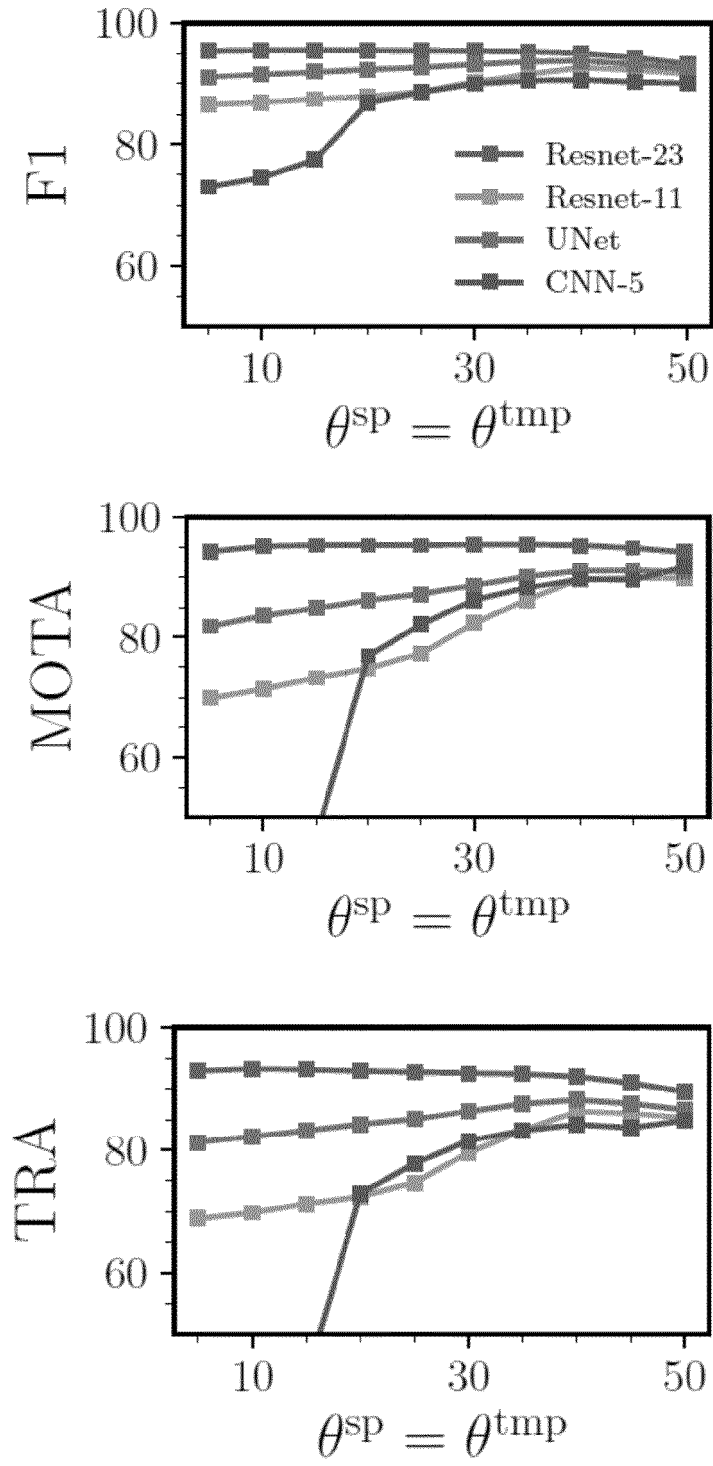 100
80
60
F1
Resnet-23
Resnet-11
UNet
CNN-5
10 30 50
θ^sp = θ^tmp
100
80
60
MOTA
10 30 50
θ^sp = θ^tmp
100
80
60
TRA
10 30 50
θ^sp = θ^tmp